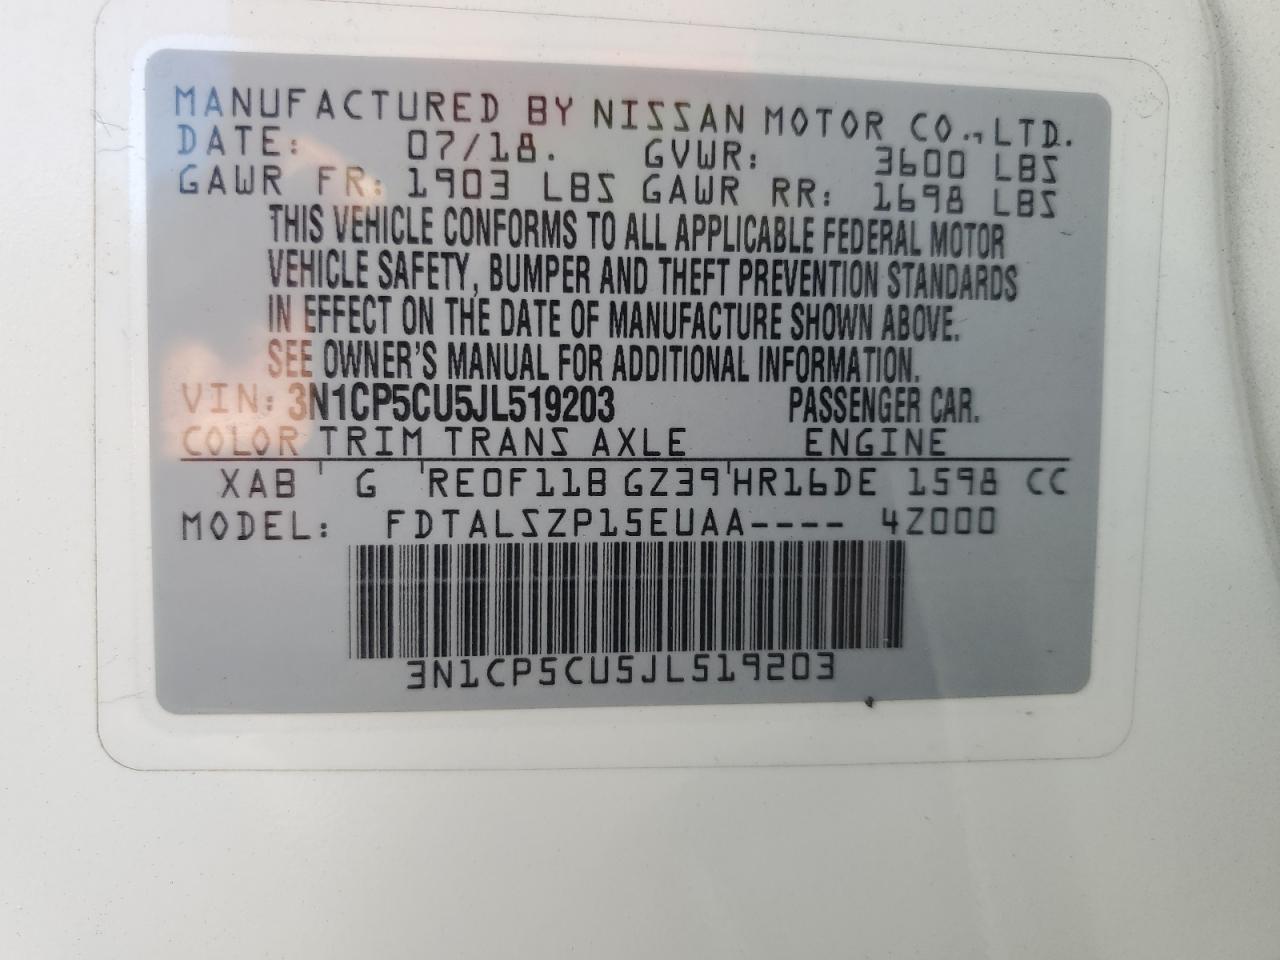 MANUFACTURED BY NISSAN MOTOR CO.,LTD.
DATE: 07/18. GVWR: 3600 LBS
GAWR FR: 1903 LBS GAWR RR: 1698 LBS
THIS VEHICLE CONFORMS TO ALL APPLICABLE FEDERAL MOTOR
VEHICLE SAFETY, BUMPER AND THEFT PREVENTION STANDARDS
IN EFFECT ON THE DATE OF MANUFACTURE SHOWN ABOVE.
SEE OWNER'S MANUAL FOR ADDITIONAL INFORMATION.
VIN: 3N1CP5CU5JL519203 PASSENGER CAR.
COLOR TRIM TRANS AXLE ENGINE
XAB ' G 'RE0F11B GZ39'HR16DE 1598 CC
MODEL: FDTALSZP15EUAA---- 4Z000
3N1CP5CU5JL519203